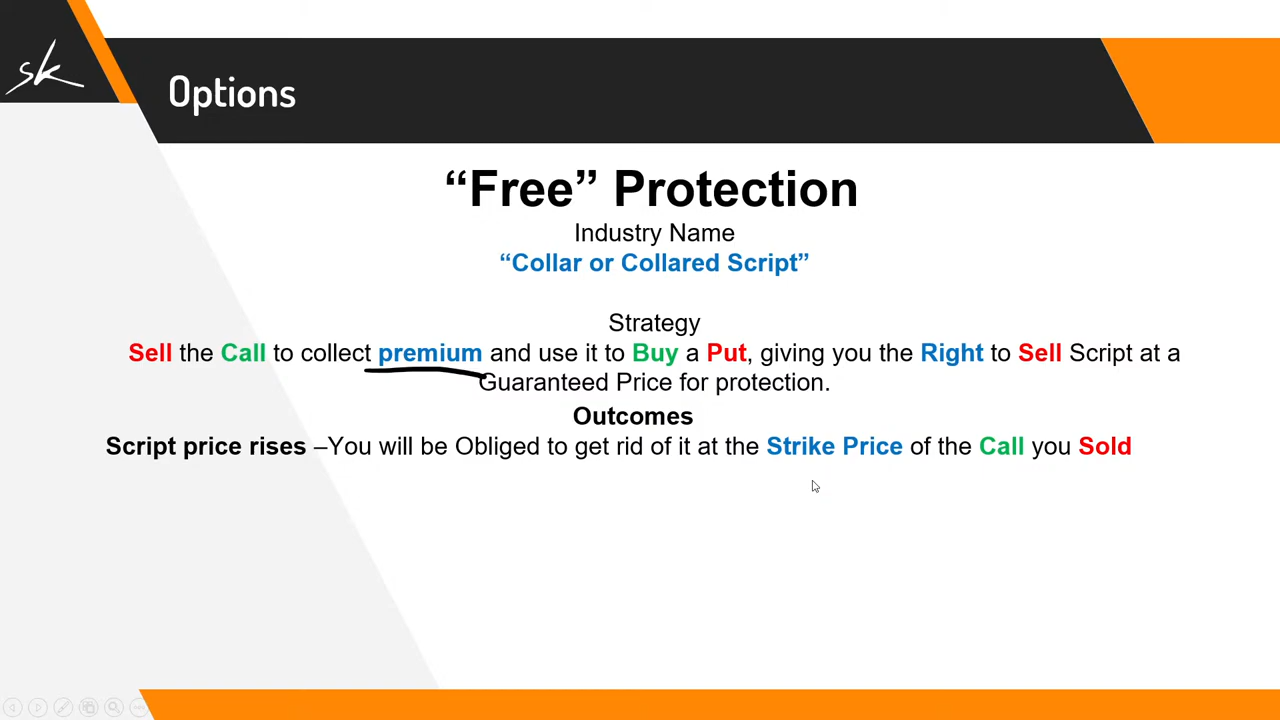 sk
Options
“Free” Protection
Industry Name
“Collar or Collared Script”
Strategy
Sell the Call to collect premium and use it to Buy a Put, giving you the Right to Sell Script at a
Guaranteed Price for protection.
Outcomes
Script price rises –You will be Obliged to get rid of it at the Strike Price of the Call you Sold